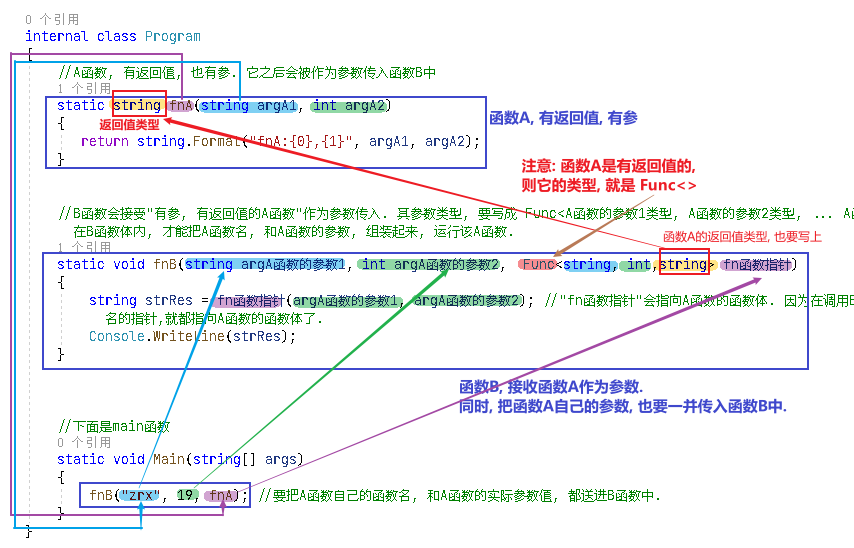 0 个引用
internal class Program
{
//A函数, 有返回值, 也有参. 它之后会被作为参数传入函数B中
1 个引用
static string fnA(string argA1, int argA2)
返回值类型
{
return string.Format("fnA:{0},{1}", argA1, argA2);
}
函数A, 有返回值, 有参
注意: 函数A是有返回值的,
则它的类型, 就是 Func<>
//B函数会接受"有参, 有返回值的A函数"作为参数传入. 其参数类型, 要写成 Func<A函数的参数1类型, A函数的参数2类型, ... A函
在B函数体内, 才能把A函数名, 和A函数的参数, 组装起来, 运行该A函数.
函数A的返回值类型, 也要写上
1 个引用
static void fnB(string argA函数的参数1, int argA函数的参数2, Func<string, int,string> fn函数指针)
{
string strRes = fn函数指针(argA函数的参数1, argA函数的参数2); //"fn函数指针"会指向A函数的函数体. 因为在调用B
名的指针,就都指向A函数的函数体了.
Console.WriteLine(strRes);
}
函数B, 接收函数A作为参数.
同时, 把函数A自己的参数, 也要一并传入函数B中.
//下面是main函数
0 个引用
static void Main(string[] args)
{
fnB("zrx", 19, fnA); //要把A函数自己的函数名, 和A函数的实际参数值, 都送进B函数中.
}
}